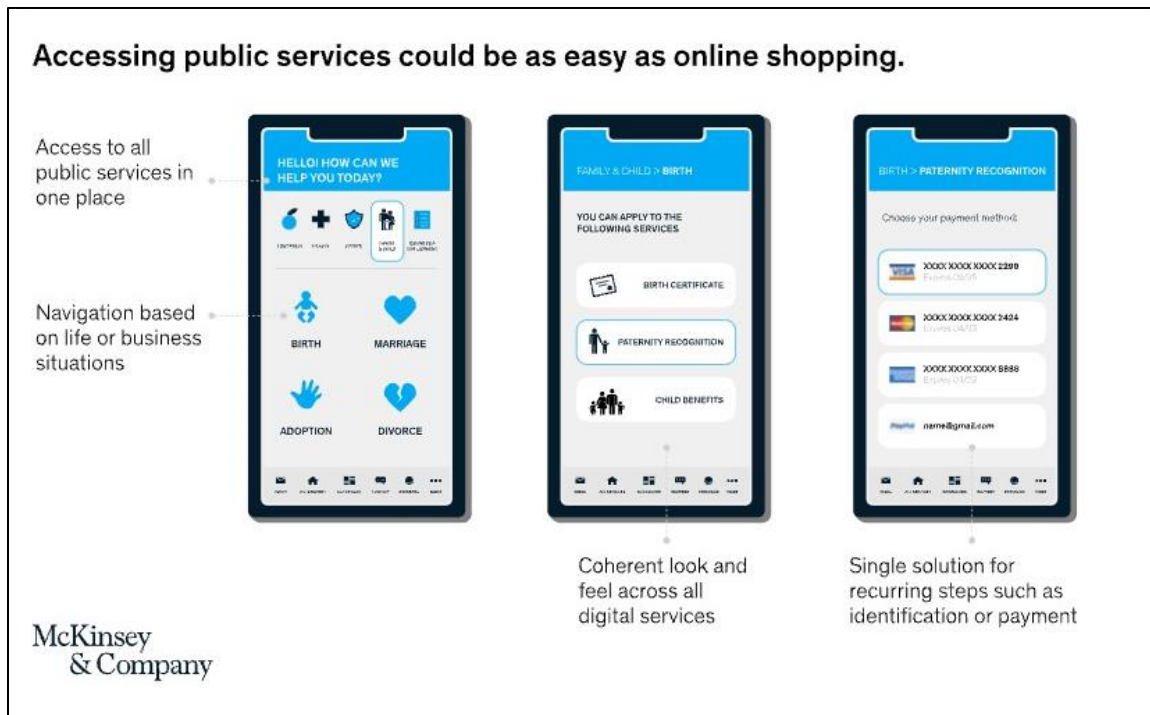 Accessing public services could be as easy as online shopping.
Access to all
public services in
one place
Navigation based
on life or business
situations
HELLO! HOW CAN WE
HELP YOU TODAY?
BIRTH
MARRIAGE
ADOPTION
DIVORCE
FAMILY & CHILD > BIRTH
YOU CAN APPLY TO THE
FOLLOWING SERVICES
BIRTH CERTIFICATE
PATERNITY RECOGNITION
CHILD BENEFITS
Coherent look and
feel across all
digital services
BIRTH > PATERNITY RECOGNITION
Choose your payment method:
VISA
XXXX XXXX XXXX 2299
XXXX XXXX XXXX 2424
XXXX XXXX XXXX
PayPal
name@gmail.com
Single solution for
recurring steps such as
identification or payment
McKinsey
& Company